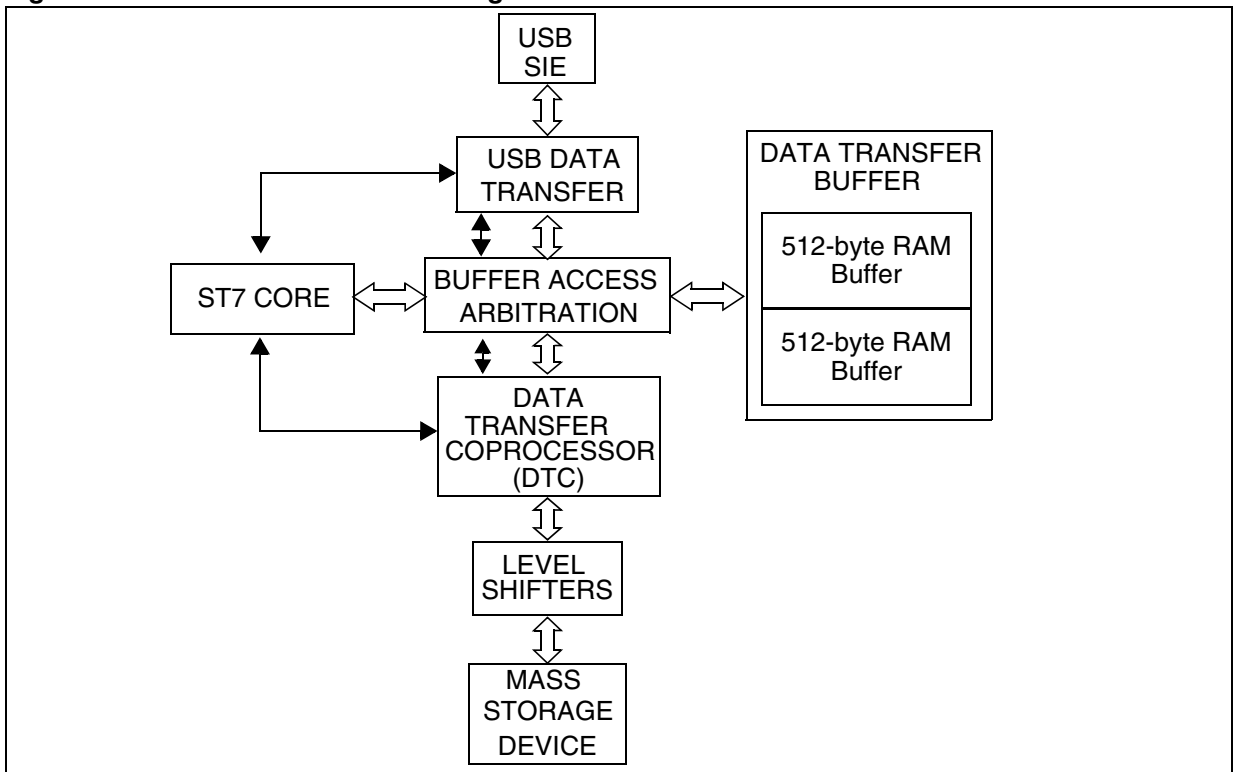 USB
SIE
USB DATA
TRANSFER
DATA TRANSFER
BUFFER
512-byte RAM
Buffer
ST7 CORE
BUFFER ACCESS
ARBITRATION
512-byte RAM
Buffer
DATA
TRANSFER
COPROCESSOR
(DTC)
LEVEL
SHIFTERS
MASS
STORAGE
DEVICE